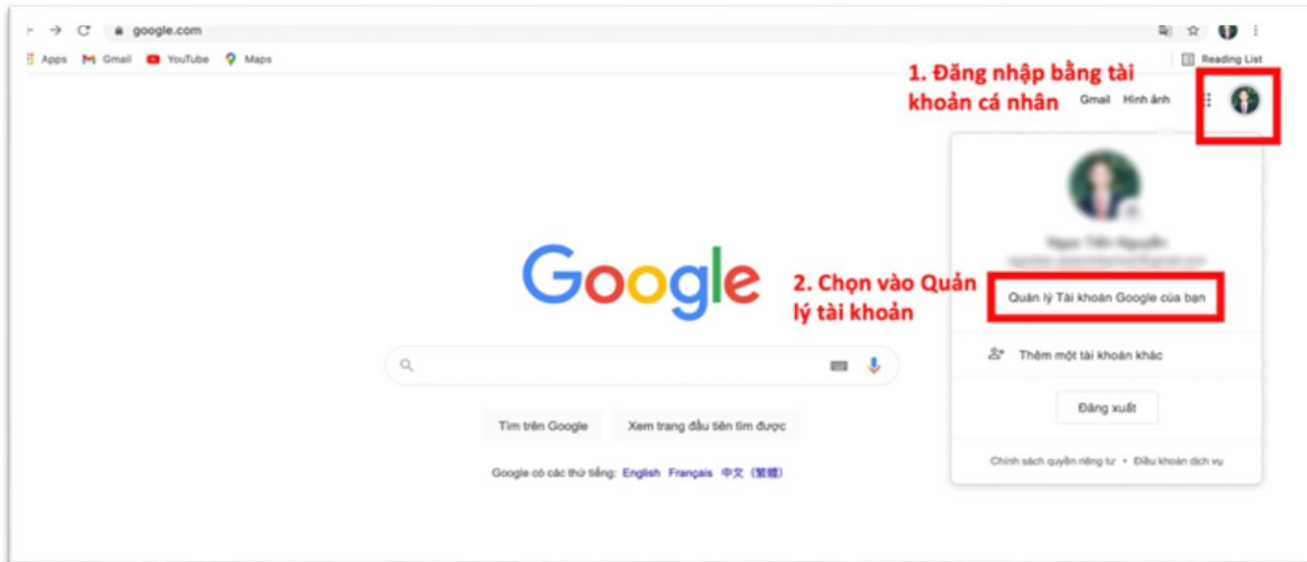 google.com
Apps Gmail YouTube Maps
Reading List
1. Đăng nhập bằng tài
khoản cá nhân
Gmail Hình ảnh
Google
2. Chọn vào Quản
lý tài khoản
Quản lý Tài khoản Google của bạn
Thêm một tài khoản khác
Đăng xuất
Chính sách quyền riêng tư • Điều khoản dịch vụ
Tìm trên Google
Xem trang đầu tiên tìm được
Google có các thứ tiếng: English Français 中文 (繁體)